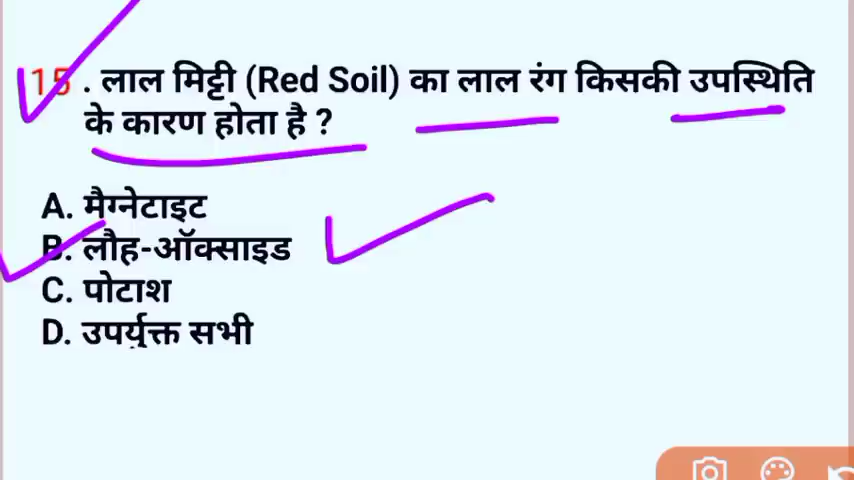 15 . लाल मिट्टी (Red Soil) का लाल रंग किसकी उपस्थिति
के कारण होता है ?
A. मैग्नेटाइट
B. लौह-ऑक्साइड
C. पोटाश
D. उपर्युक्त सभी